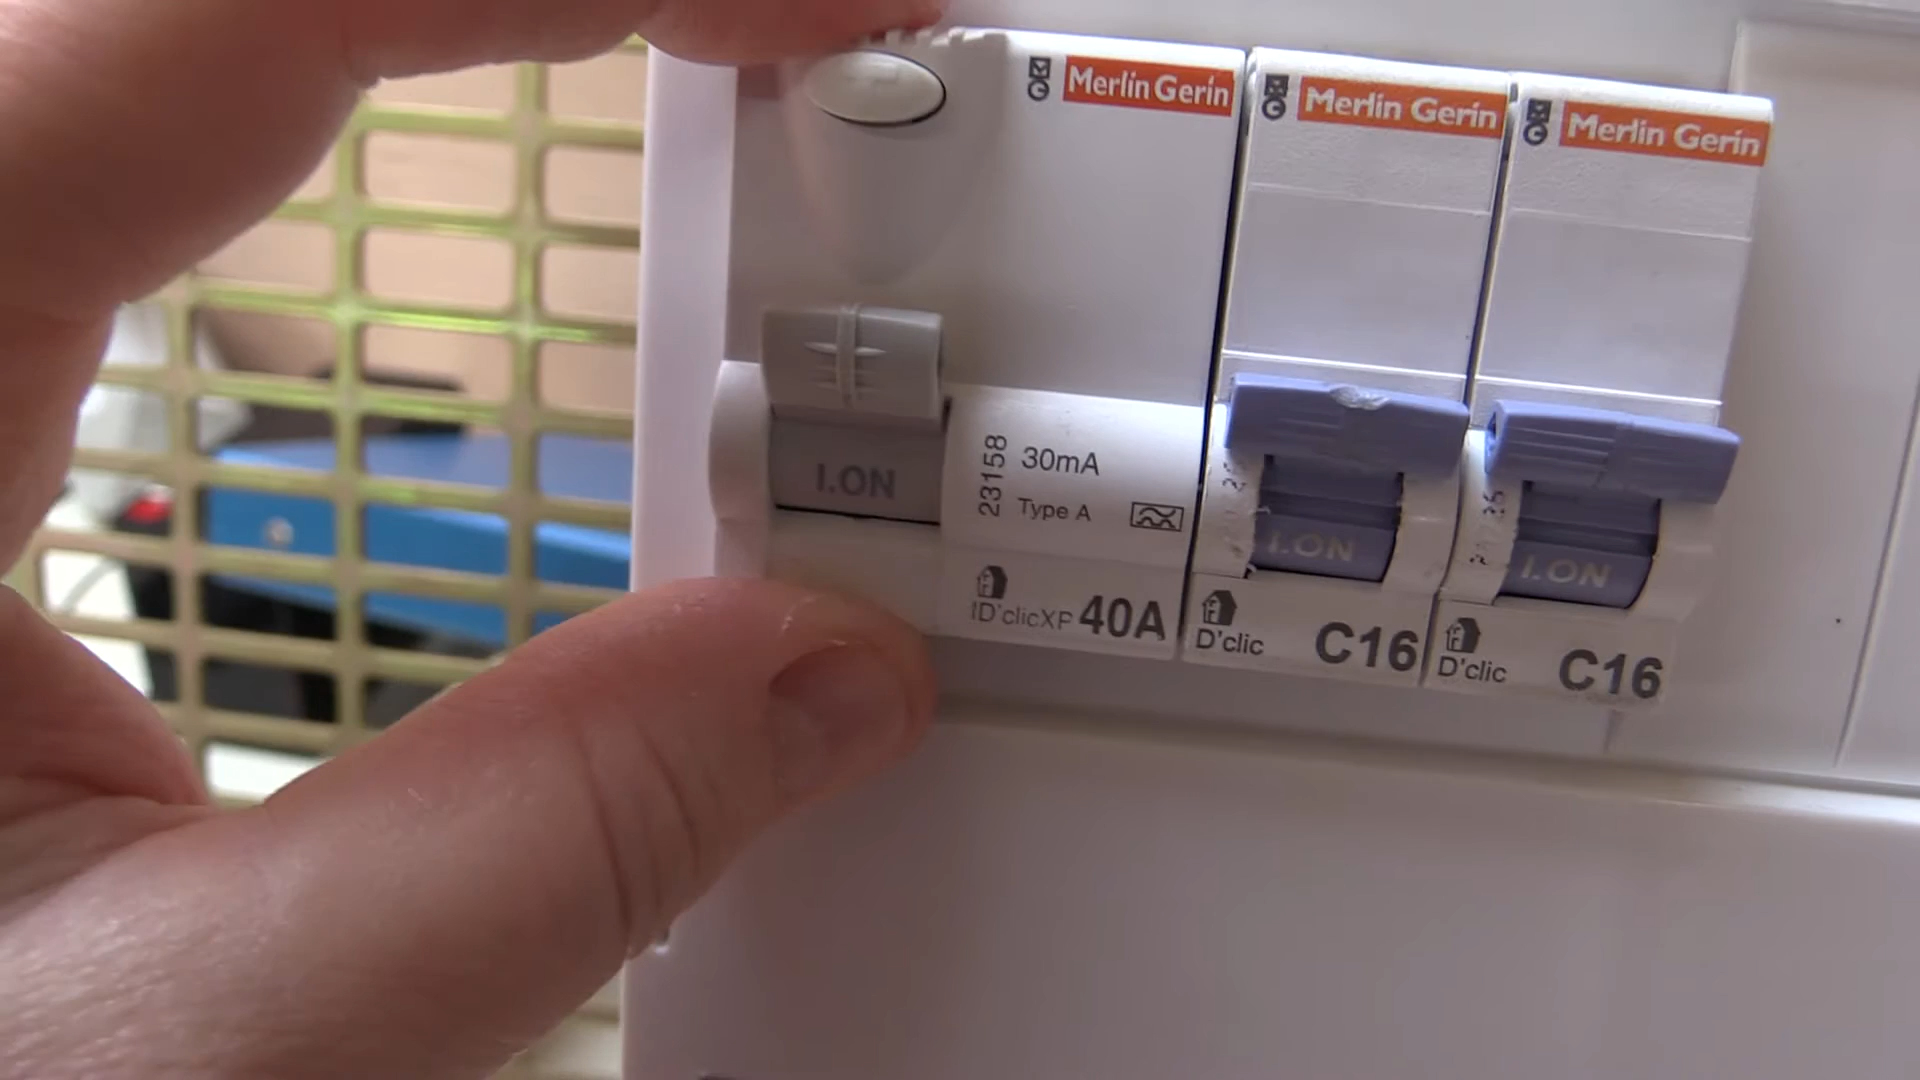 Merlin Gerin
Merlin Gerin
Merlin Gerin
I.ON
23158
30mA
Type A
ID'clicXP 40A
I.ON
D'clic C16
I.ON
D'clic C16